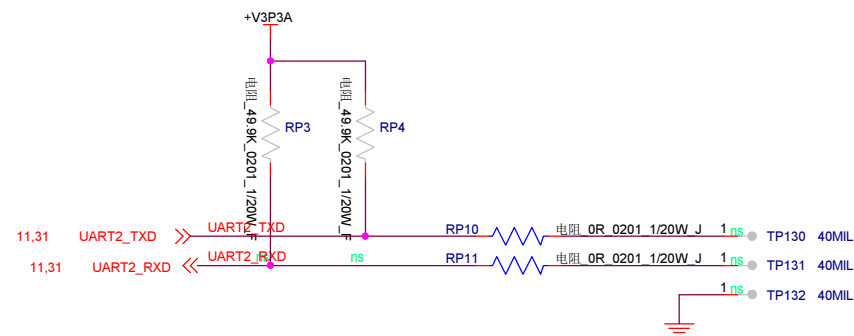 +V3P3A
电阻_49.9K_0201_1/20W_F
RP3
电阻_49.9K_0201_1/20W_F
RP4
11,31 UART2_TXD UART2_TXD RP10 电阻_0R_0201_1/20W_J 1 ns TP130 40MIL
11,31 UART2_RXD UART2_RXD ns ns RP11 电阻_0R_0201_1/20W_J 1 ns TP131 40MIL
1 ns TP132 40MIL